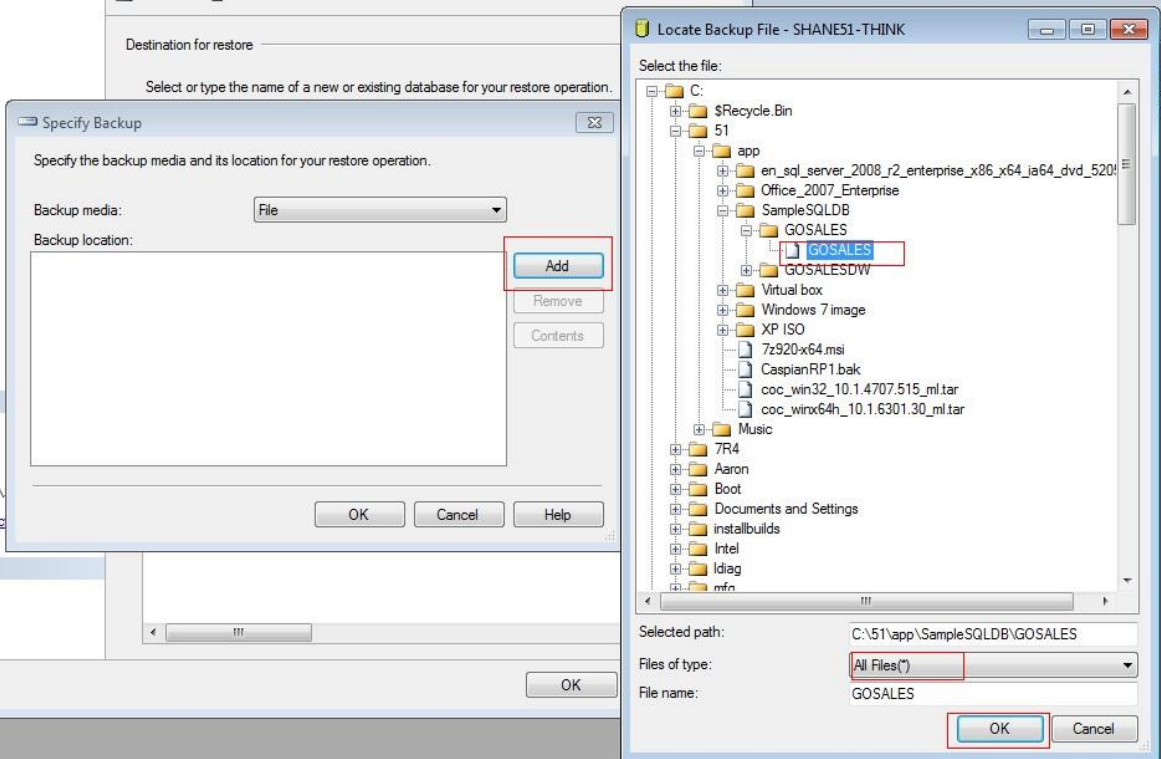 Destination for restore
Select or type the name of a new or existing database for your restore operation.
Specify Backup
Specify the backup media and its location for your restore operation.
Backup media:
File
Backup location:
Add
Remove
Contents
OK
Cancel
Help
OK
Locate Backup File - SHANE51-THINK
Select the file:
C:
$Recycle.Bin
51
app
en_sql_server_2008_r2_enterprise_x86_x64_ia64_dvd_520
Office_2007_Enterprise
SampleSQLDB
GOSALES
GOSALES
GOSALESDW
Virtual box
Windows 7 image
XP ISO
7z920-x64.msi
CaspianRP1.bak
coc_win32_10.1.4707.515_ml.tar
coc_winx64h_10.1.6301.30_ml.tar
Music
7R4
Aaron
Boot
Documents and Settings
installbuilds
Intel
ldiag
mfg
Selected path:
C:\51\app\SampleSQLDB\GOSALES
Files of type:
All Files(*)
File name:
GOSALES
OK
Cancel